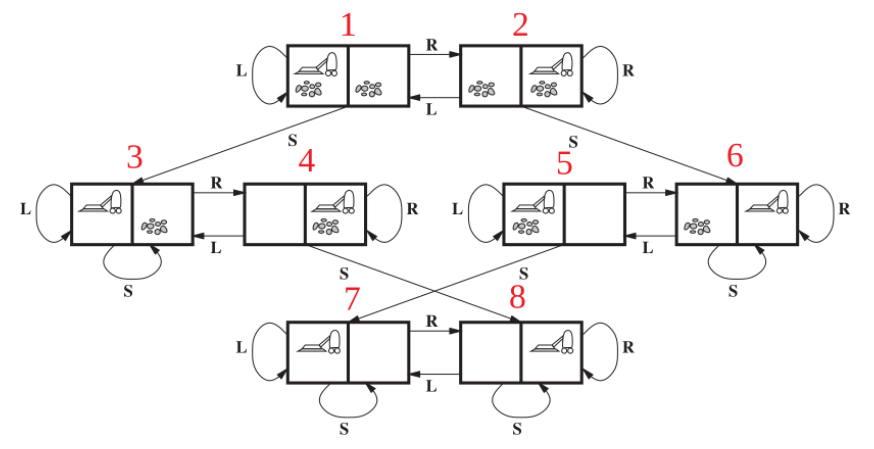 1 2
L R R
L
S S
3 4 5 6
L R R L R R
L L
S S S S
7 8
L R R
L
S S